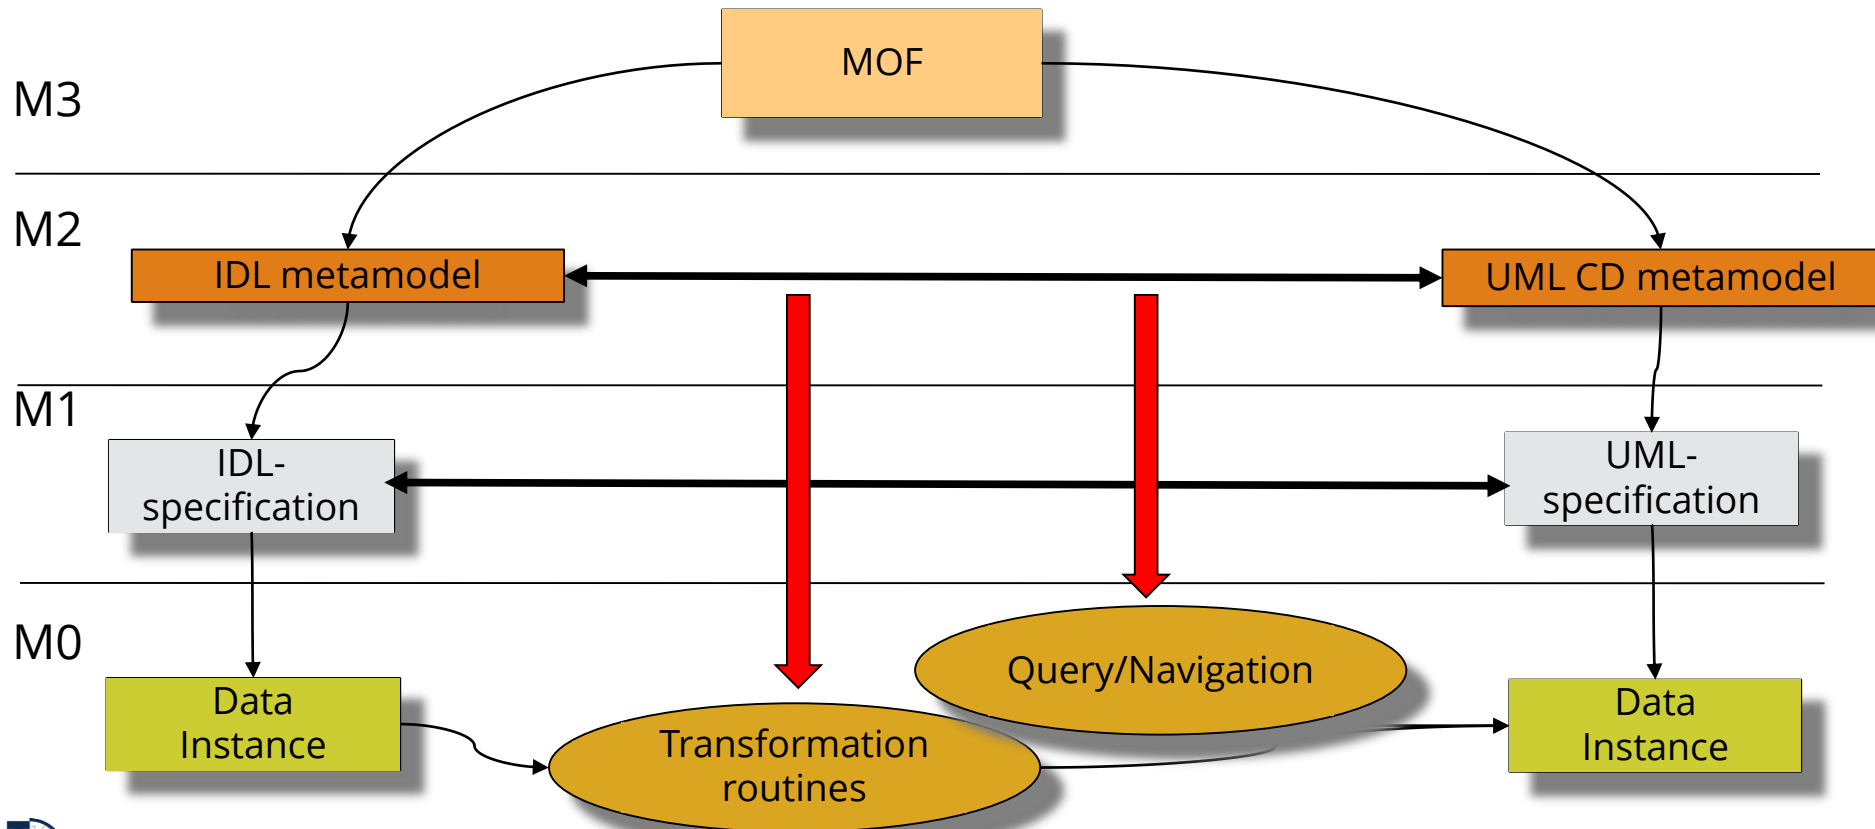 MOF
M3
M2
IDL metamodel
UML CD metamodel
M1
IDL-
specification
UML-
specification
M0
Query/Navigation
Data
Instance
Transformation
routines
Data
Instance